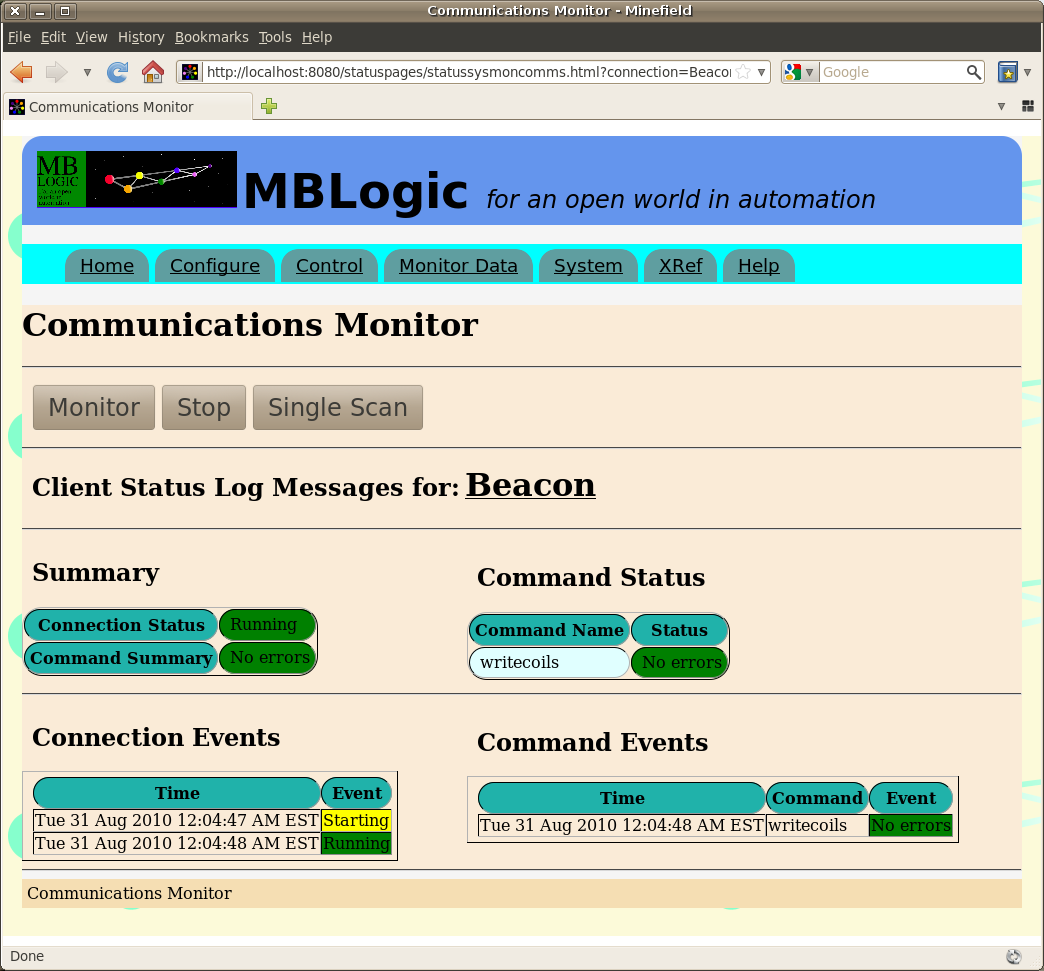 Communications Monitor - Minefield
File Edit View History Bookmarks Tools Help
http://localhost:8080/statuspages/statussysmoncomms.html?connection=Beaco
Google
Communications Monitor
MB
LOGIC
MBLogic for an open world in automation
Home Configure Control Monitor Data System XRef Help
Communications Monitor
Monitor Stop Single Scan
Client Status Log Messages for: Beacon
Summary
Connection Status Running
Command Summary No errors
Command Status
Command Name Status
writecoils No errors
Connection Events
Time Event
Tue 31 Aug 2010 12:04:47 AM EST Starting
Tue 31 Aug 2010 12:04:48 AM EST Running
Command Events
Time Command Event
Tue 31 Aug 2010 12:04:48 AM EST writecoils No errors
Communications Monitor
Done